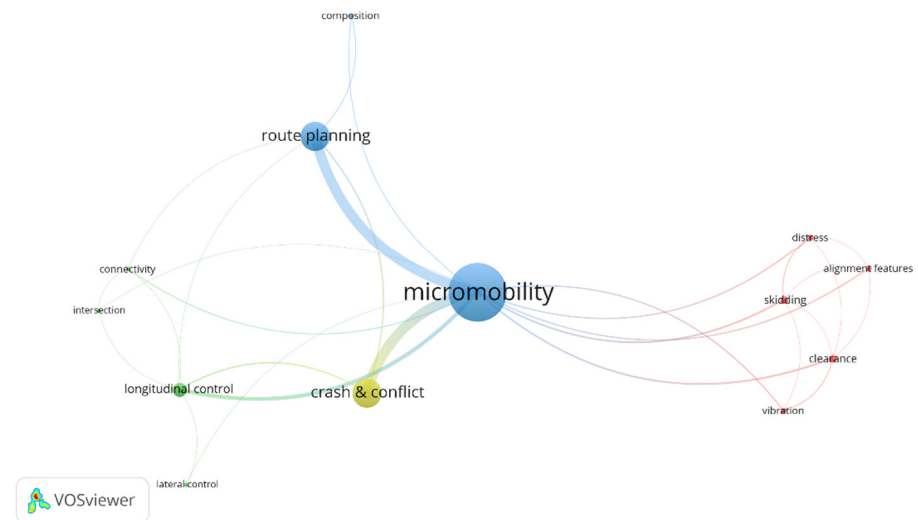 composition
route planning
distress
connectivity
alignment features
micromobility
skidding
intersection
clearance
longitudinal control
crash & conflict
vibration
lateral control
VOSviewer